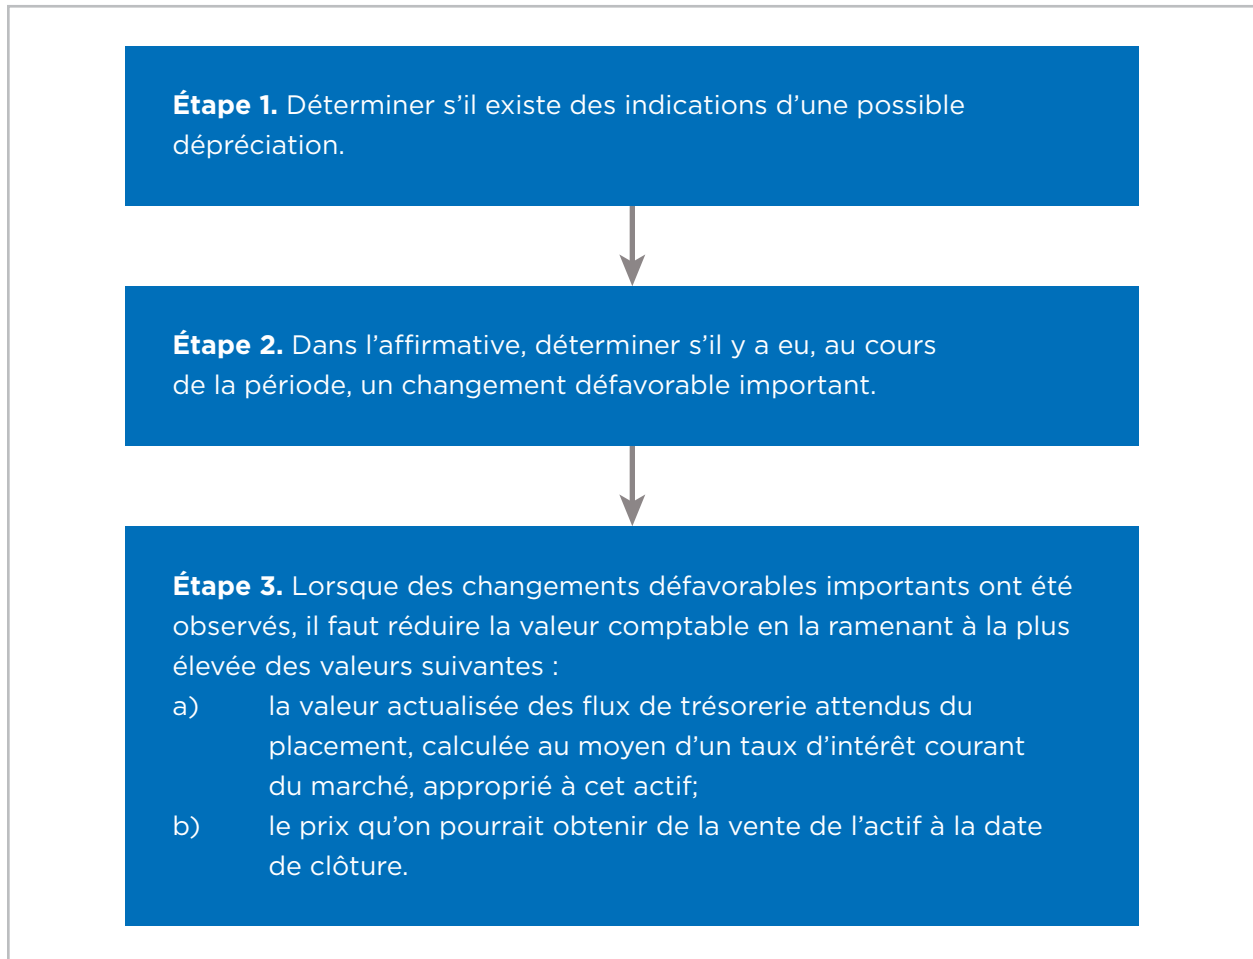 Étape 1. Déterminer s’il existe des indications d’une possible
dépréciation.
Étape 2. Dans l’affirmative, déterminer s’il y a eu, au cours
de la période, un changement défavorable important.
Étape 3. Lorsque des changements défavorables importants ont été
observés, il faut réduire la valeur comptable en la ramenant à la plus
élevée des valeurs suivantes :
a) la valeur actualisée des flux de trésorerie attendus du
placement, calculée au moyen d’un taux d’intérêt courant
du marché, approprié à cet actif;
b) le prix qu’on pourrait obtenir de la vente de l’actif à la date
de clôture.